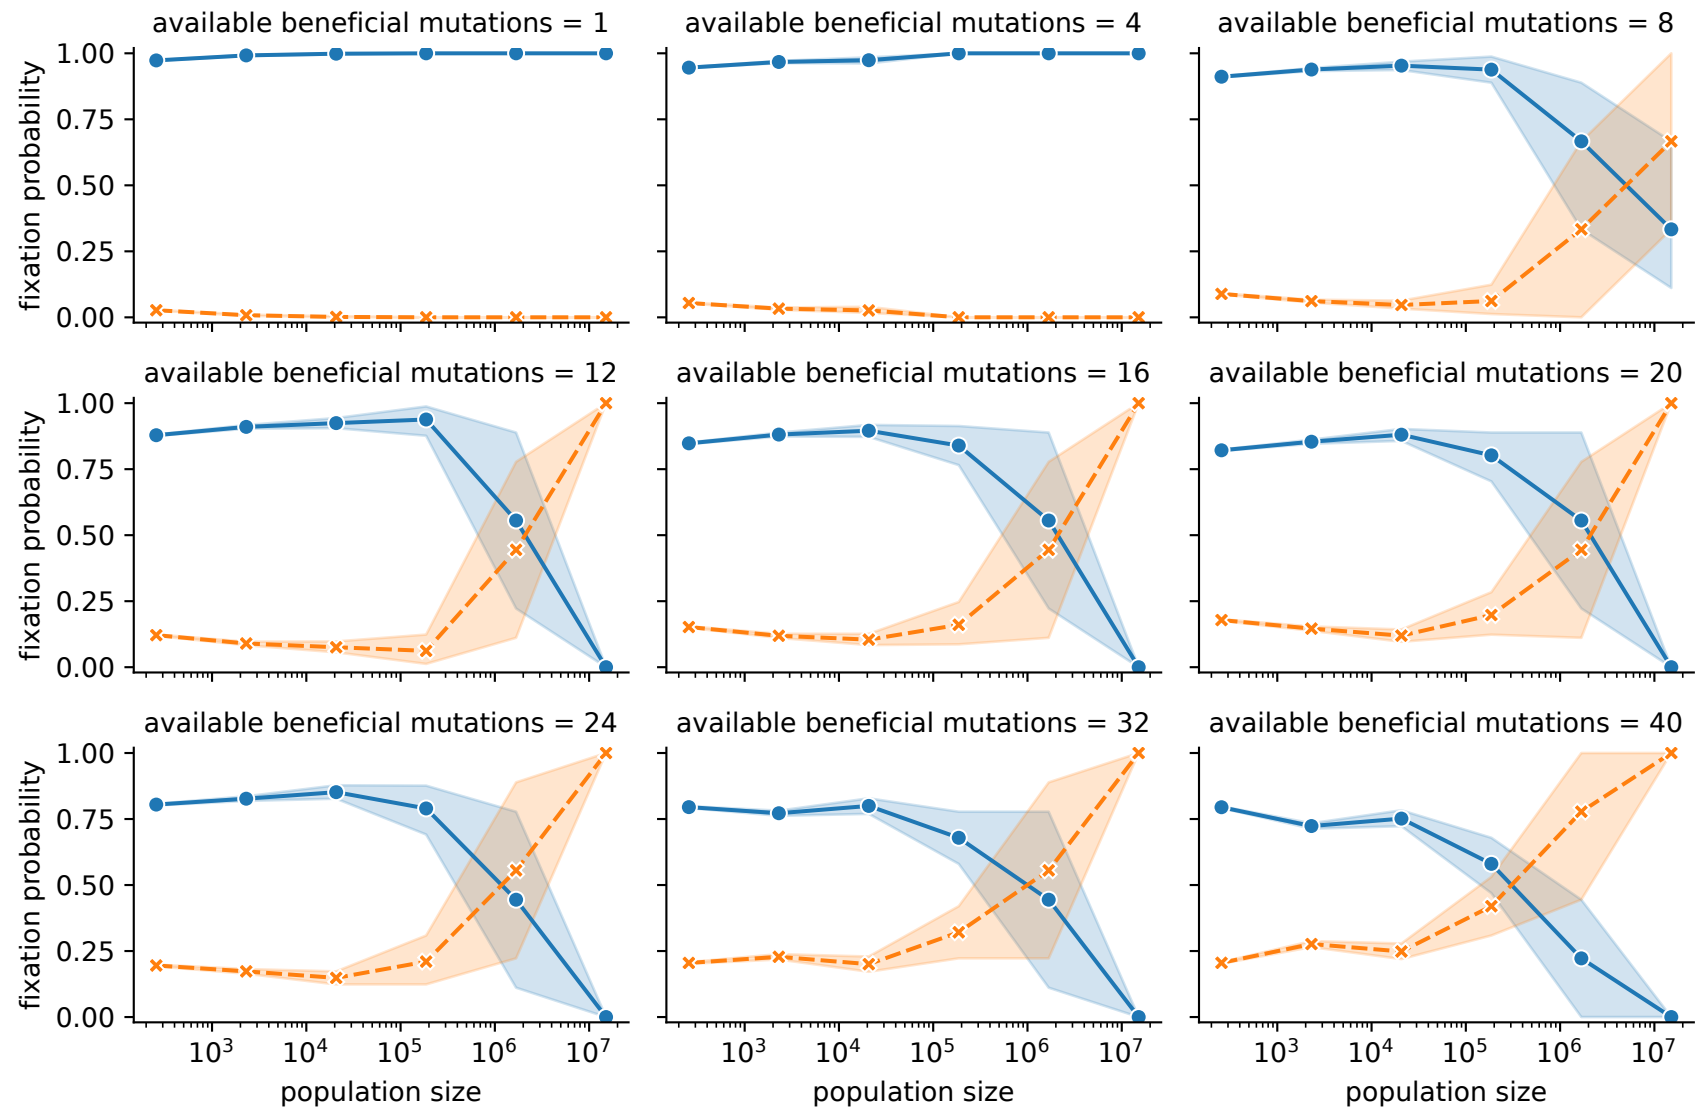 available beneficial mutations = 1
available beneficial mutations = 4
available beneficial mutations = 8
fixation probability
1.00
0.75
0.50
0.25
0.00
available beneficial mutations = 12
available beneficial mutations = 16
available beneficial mutations = 20
fixation probability
1.00
0.75
0.50
0.25
0.00
available beneficial mutations = 24
available beneficial mutations = 32
available beneficial mutations = 40
fixation probability
1.00
0.75
0.50
0.25
0.00
10³ 10⁴ 10⁵ 10⁶ 10⁷
10³ 10⁴ 10⁵ 10⁶ 10⁷
10³ 10⁴ 10⁵ 10⁶ 10⁷
population size
population size
population size